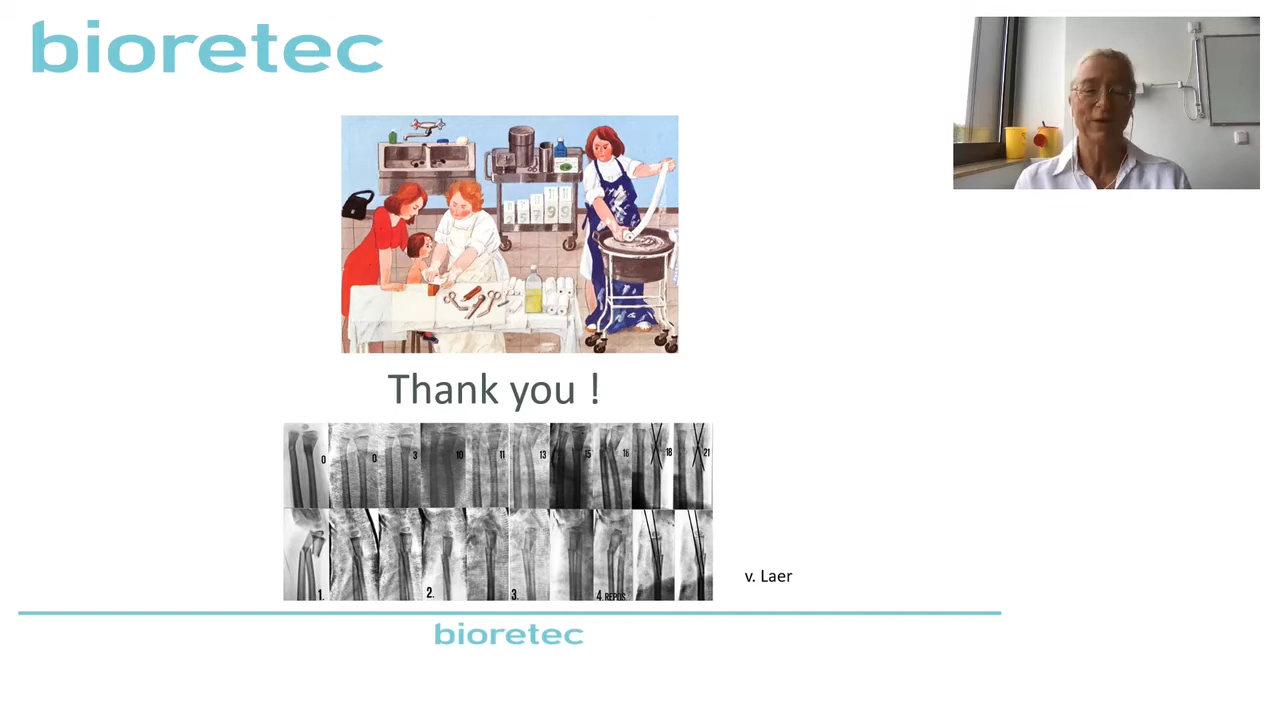 bioretec
Thank you !
0 0 3 10 11 13 15 16 18 21
1. 2. 3. 4. REPOS.
v. Laer
bioretec